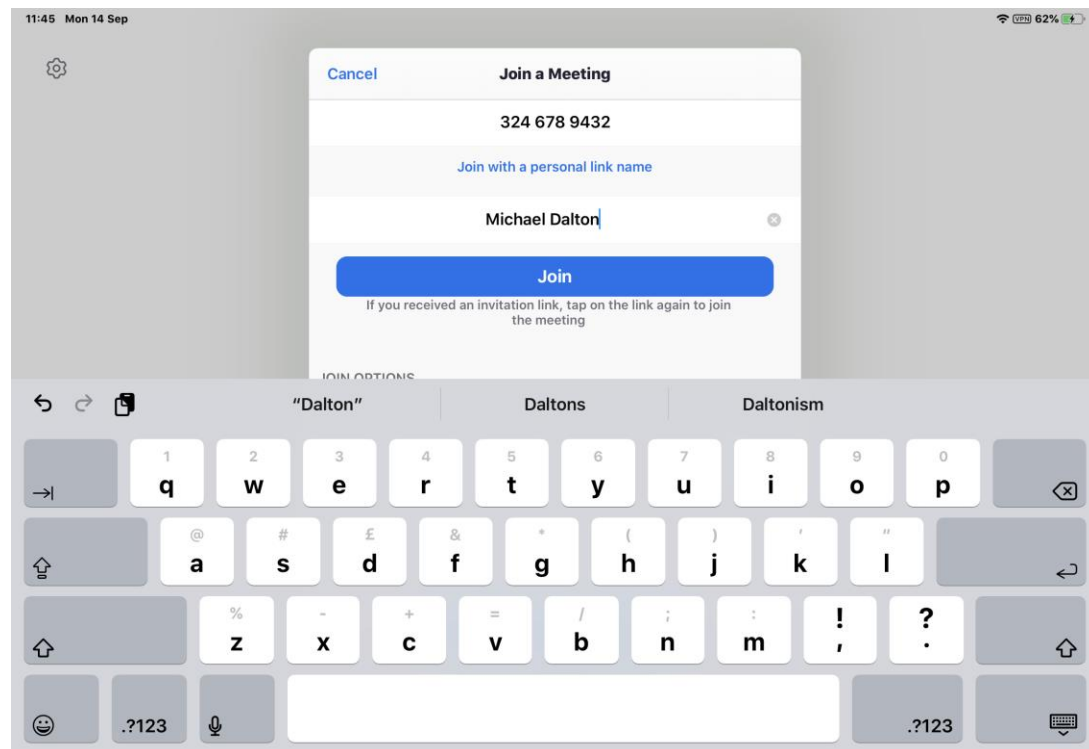 11:45 Mon 14 Sep
VPN 62%
Cancel Join a Meeting
324 678 9432
Join with a personal link name
Michael Dalton
Join
If you received an invitation link, tap on the link again to join
the meeting
JOIN OPTIONS
“Dalton” Daltons Daltonism
1 2 3 4 5 6 7 8 9 0
q w e r t y u i o p
@ # £ & * ( ) ' "
a s d f g h j k l
% - + = / ; : ! ?
z x c v b n m , .
.?123 .?123